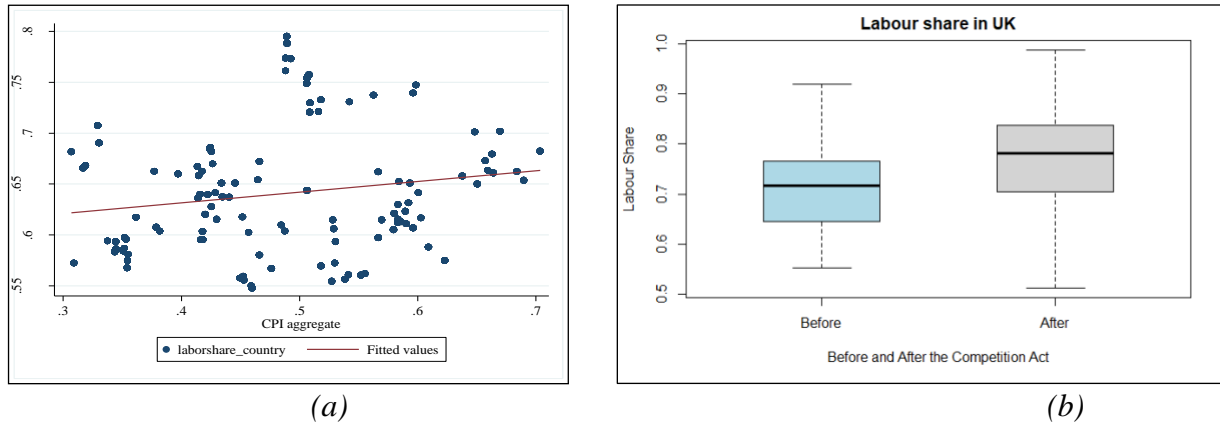 .8
.75
.7
.65
.6
.55
.3 .4 .5 .6 .7
CPI aggregate
laborshare_country Fitted values
(a)
Labour share in UK
Labour Share
1.0
0.9
0.8
0.7
0.6
0.5
Before After
Before and After the Competition Act
(b)